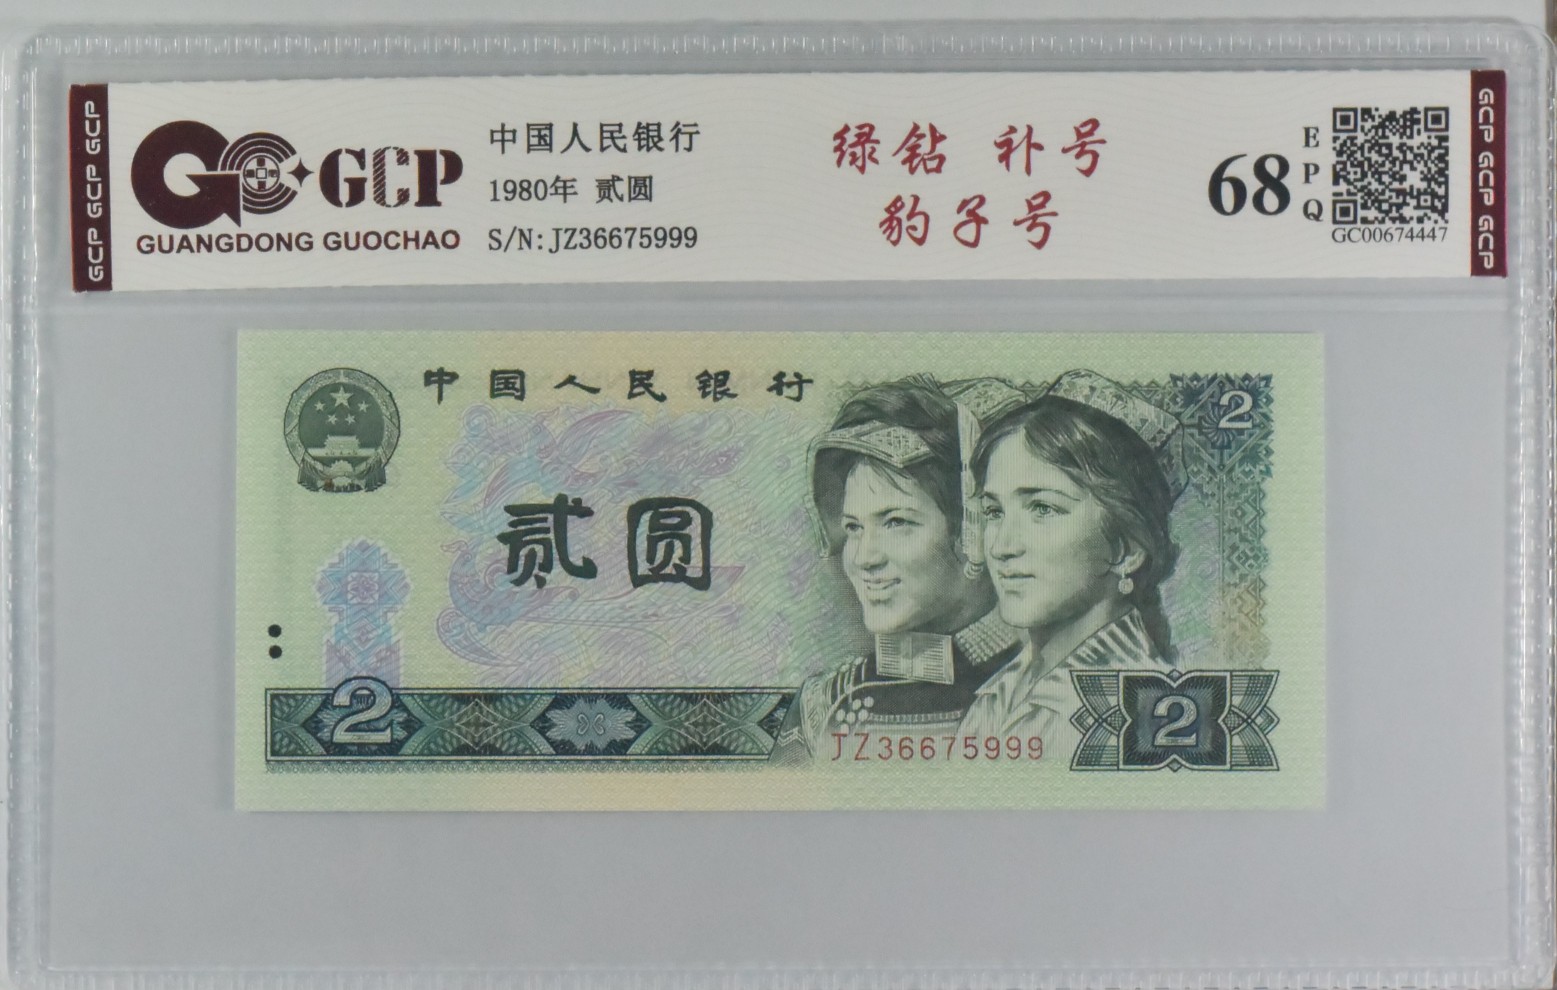 GCP GCP GCP
GCP
GUANGDONG GUOCHAO
中国人民银行
1980年 贰圆
S/N:JZ36675999
绿钻 补号
豹子号
68
EPQ
GC00674447
GCP GCP GCP
中国人民银行
2
贰圆
2
JZ36675999
2